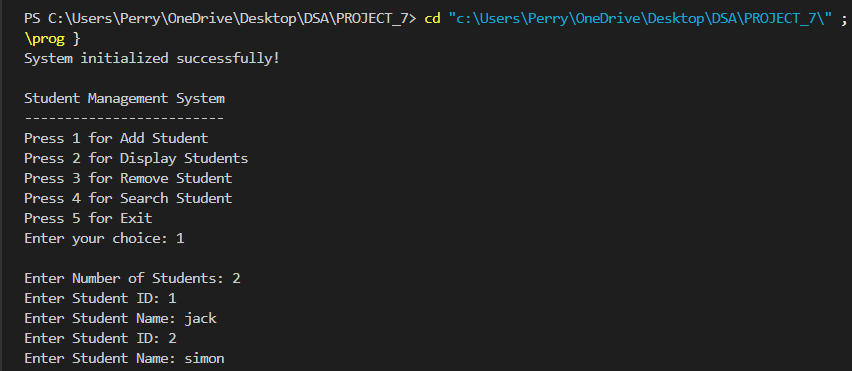 PS C:\Users\Perry\OneDrive\Desktop\DSA\PROJECT_7> cd "c:\Users\Perry\OneDrive\Desktop\DSA\PROJECT_7\" ;
\prog }
System initialized successfully!
Student Management System
-------------------------
Press 1 for Add Student
Press 2 for Display Students
Press 3 for Remove Student
Press 4 for Search Student
Press 5 for Exit
Enter your choice: 1
Enter Number of Students: 2
Enter Student ID: 1
Enter Student Name: jack
Enter Student ID: 2
Enter Student Name: simon